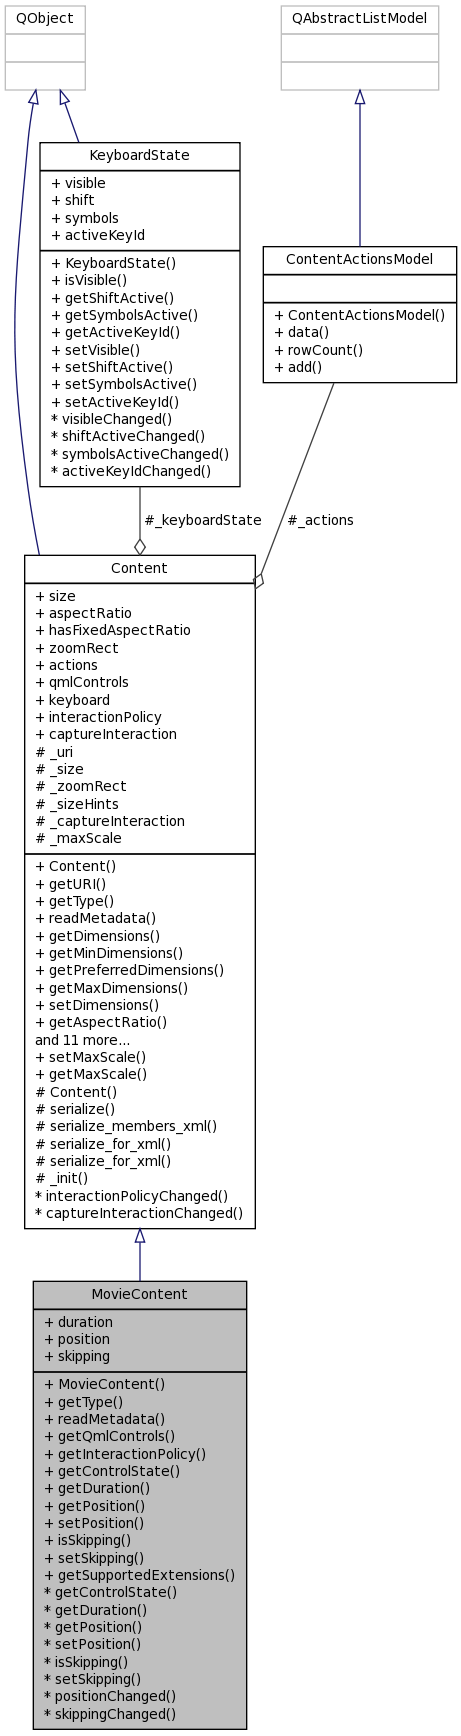 QObject
QAbstractListModel
KeyboardState
+ visible
+ shift
+ symbols
+ activeKeyId
+ KeyboardState()
+ isVisible()
+ getShiftActive()
+ getSymbolsActive()
+ getActiveKeyId()
+ setVisible()
+ setShiftActive()
+ setSymbolsActive()
+ setActiveKeyId()
* visibleChanged()
* shiftActiveChanged()
* symbolsActiveChanged()
* activeKeyIdChanged()
ContentActionsModel
+ ContentActionsModel()
+ data()
+ rowCount()
+ add()
#_keyboardState
#_actions
Content
+ size
+ aspectRatio
+ hasFixedAspectRatio
+ zoomRect
+ actions
+ qmlControls
+ keyboard
+ interactionPolicy
+ captureInteraction
# _uri
# _size
# _zoomRect
# _sizeHints
# _captureInteraction
# _maxScale
+ Content()
+ getURI()
+ getType()
+ readMetadata()
+ getDimensions()
+ getMinDimensions()
+ getPreferredDimensions()
+ getMaxDimensions()
+ setDimensions()
+ getAspectRatio()
and 11 more...
+ setMaxScale()
+ getMaxScale()
# Content()
# serialize()
# serialize_members_xml()
# serialize_for_xml()
# serialize_for_xml()
# _init()
* interactionPolicyChanged()
* captureInteractionChanged()
MovieContent
+ duration
+ position
+ skipping
+ MovieContent()
+ getType()
+ readMetadata()
+ getQmlControls()
+ getInteractionPolicy()
+ getControlState()
+ getDuration()
+ getPosition()
+ setPosition()
+ isSkipping()
+ setSkipping()
+ getSupportedExtensions()
* getControlState()
* getDuration()
* getPosition()
* setPosition()
* isSkipping()
* setSkipping()
* positionChanged()
* skippingChanged()